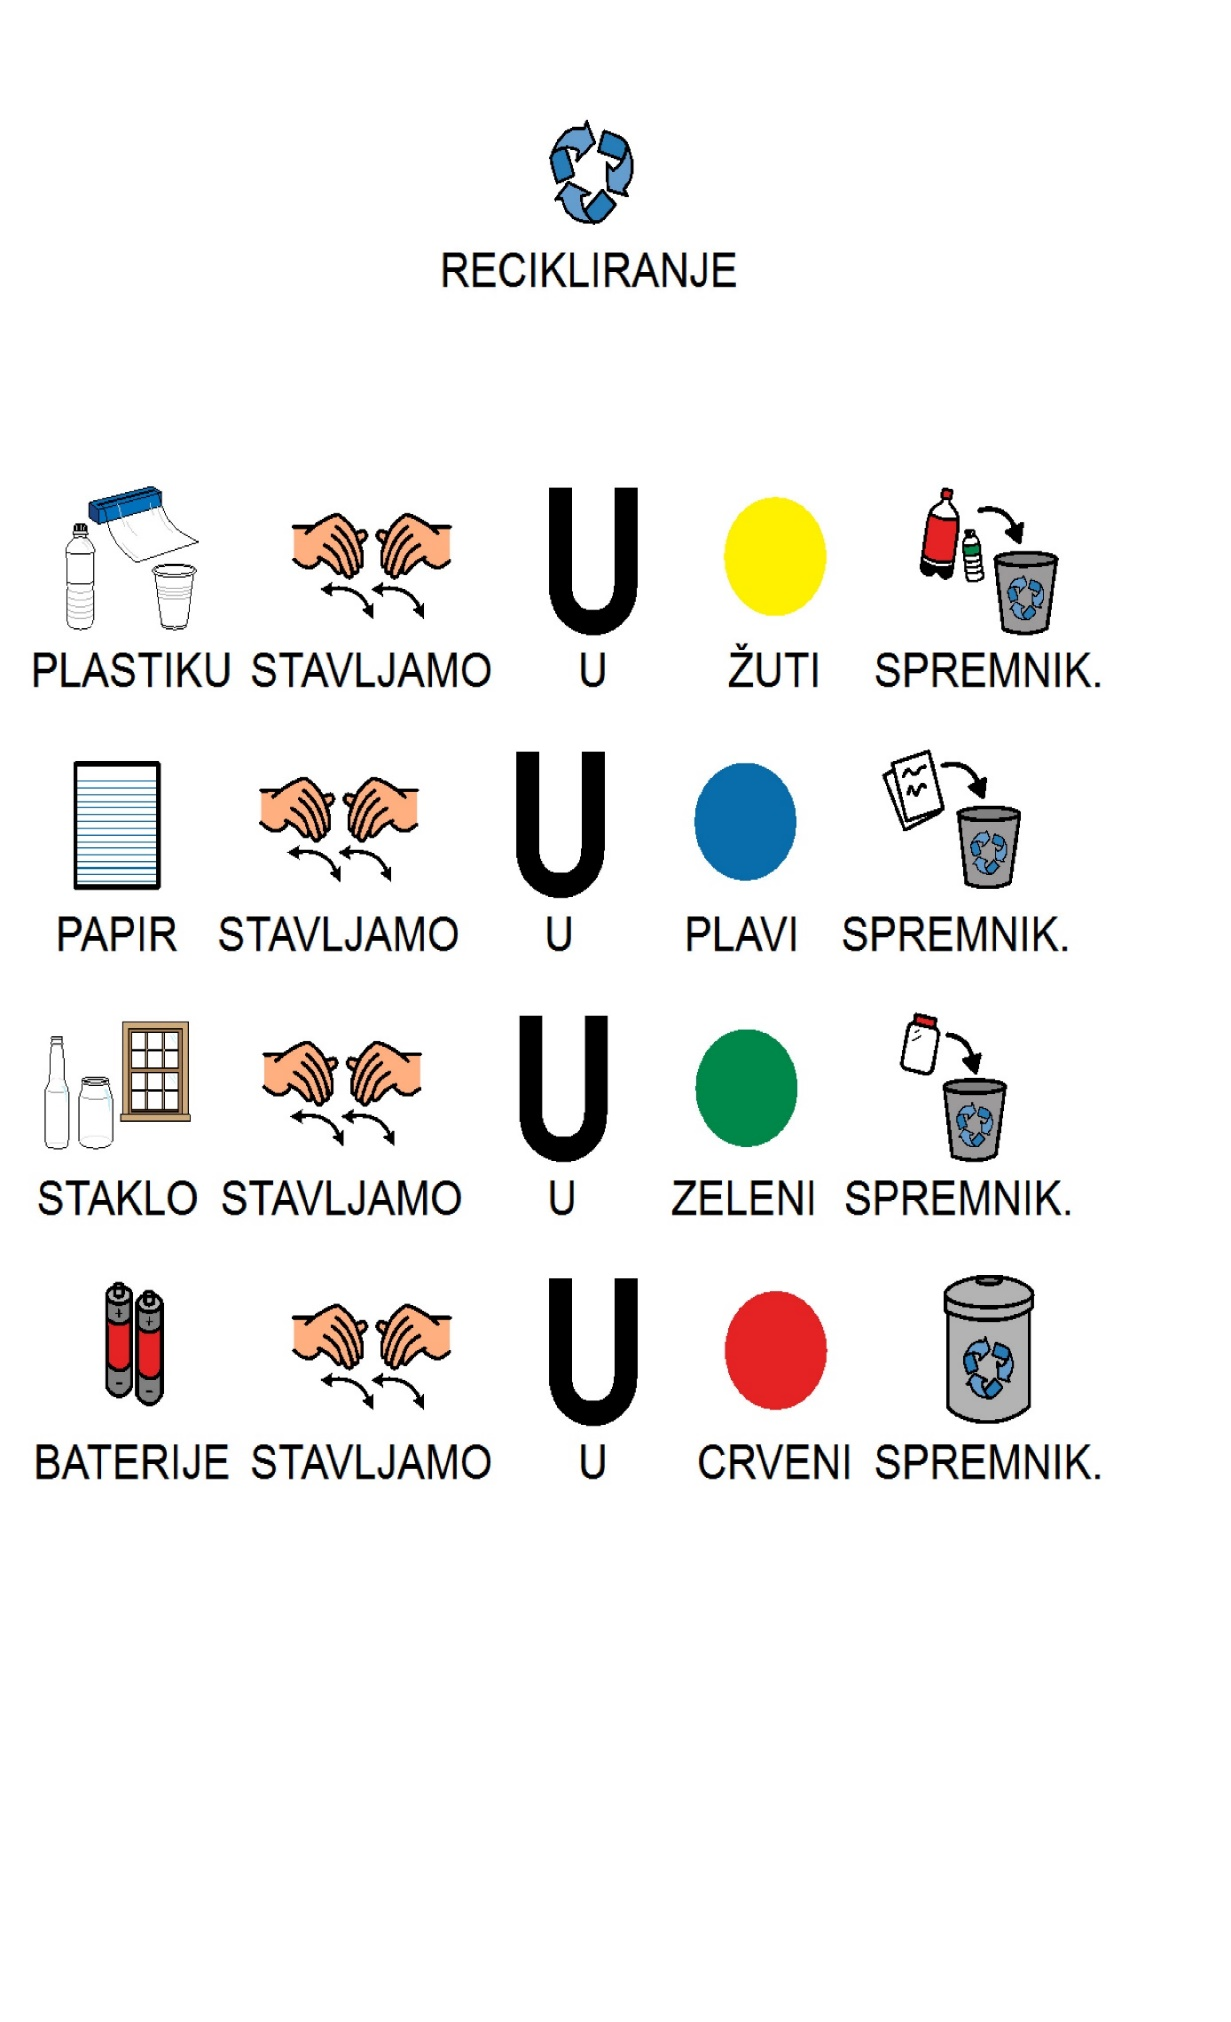 RECIKLIRANJE
PLASTIKU STAVLJAMO U ŽUTI SPREMNIK.
PAPIR STAVLJAMO U PLAVI SPREMNIK.
STAKLO STAVLJAMO U ZELENI SPREMNIK.
BATERIJE STAVLJAMO U CRVENI SPREMNIK.